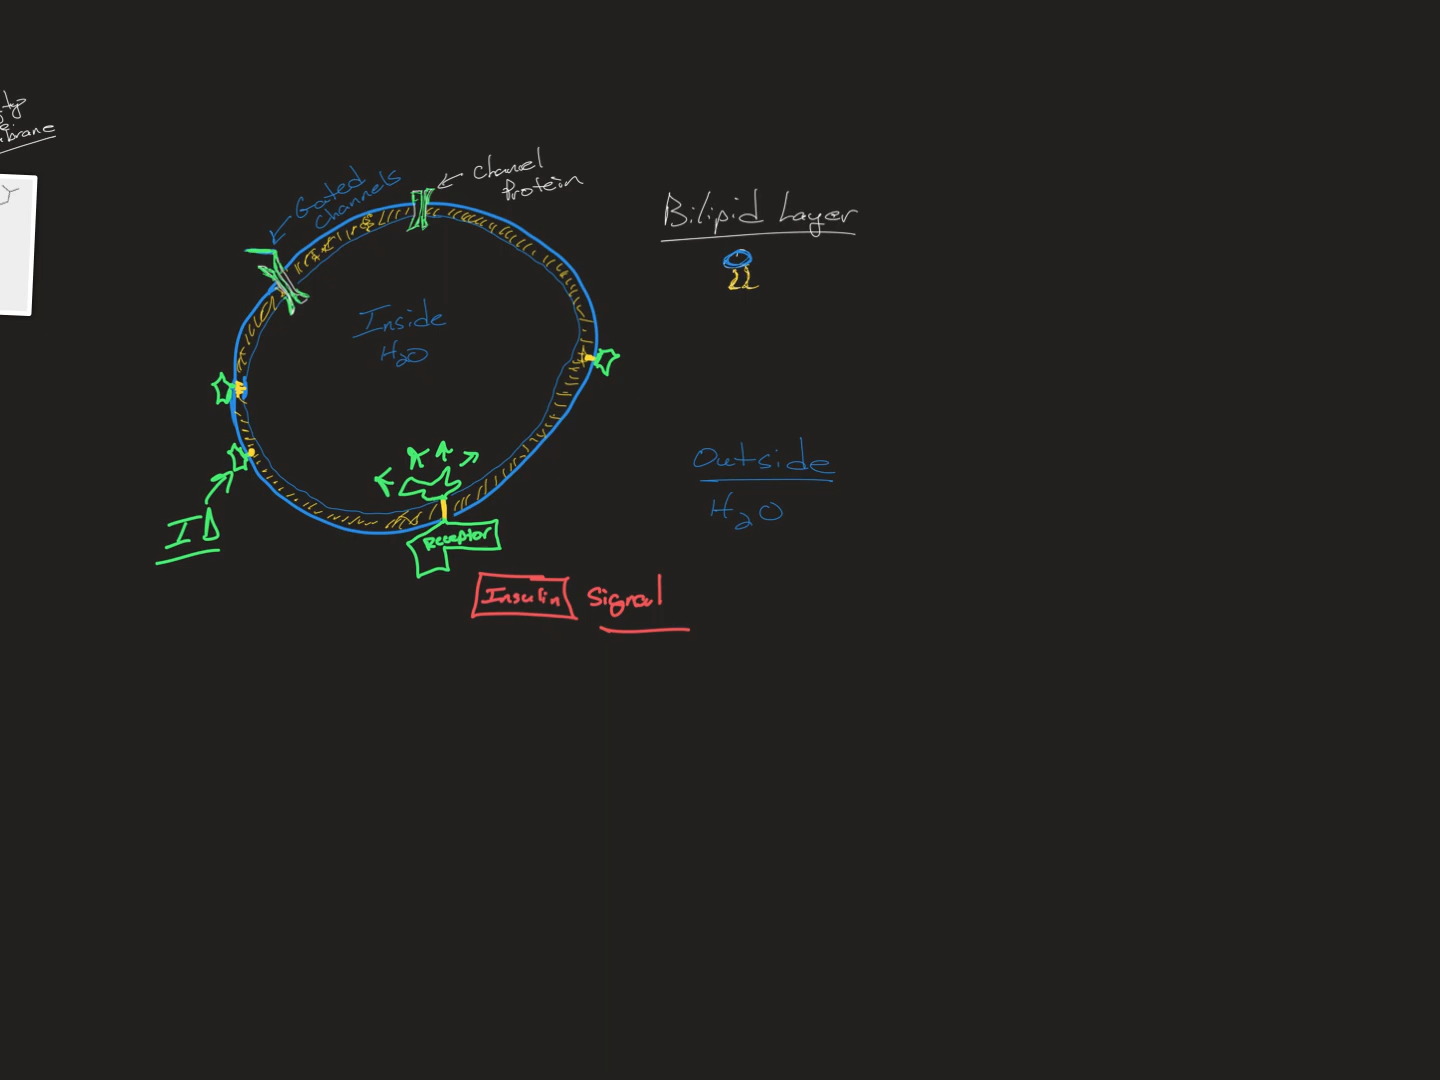 Gated
Channels
Channel
Protein
Bilipid Layer
Inside
H2O
Outside
H2O
ID
Receptor
Insulin Signal